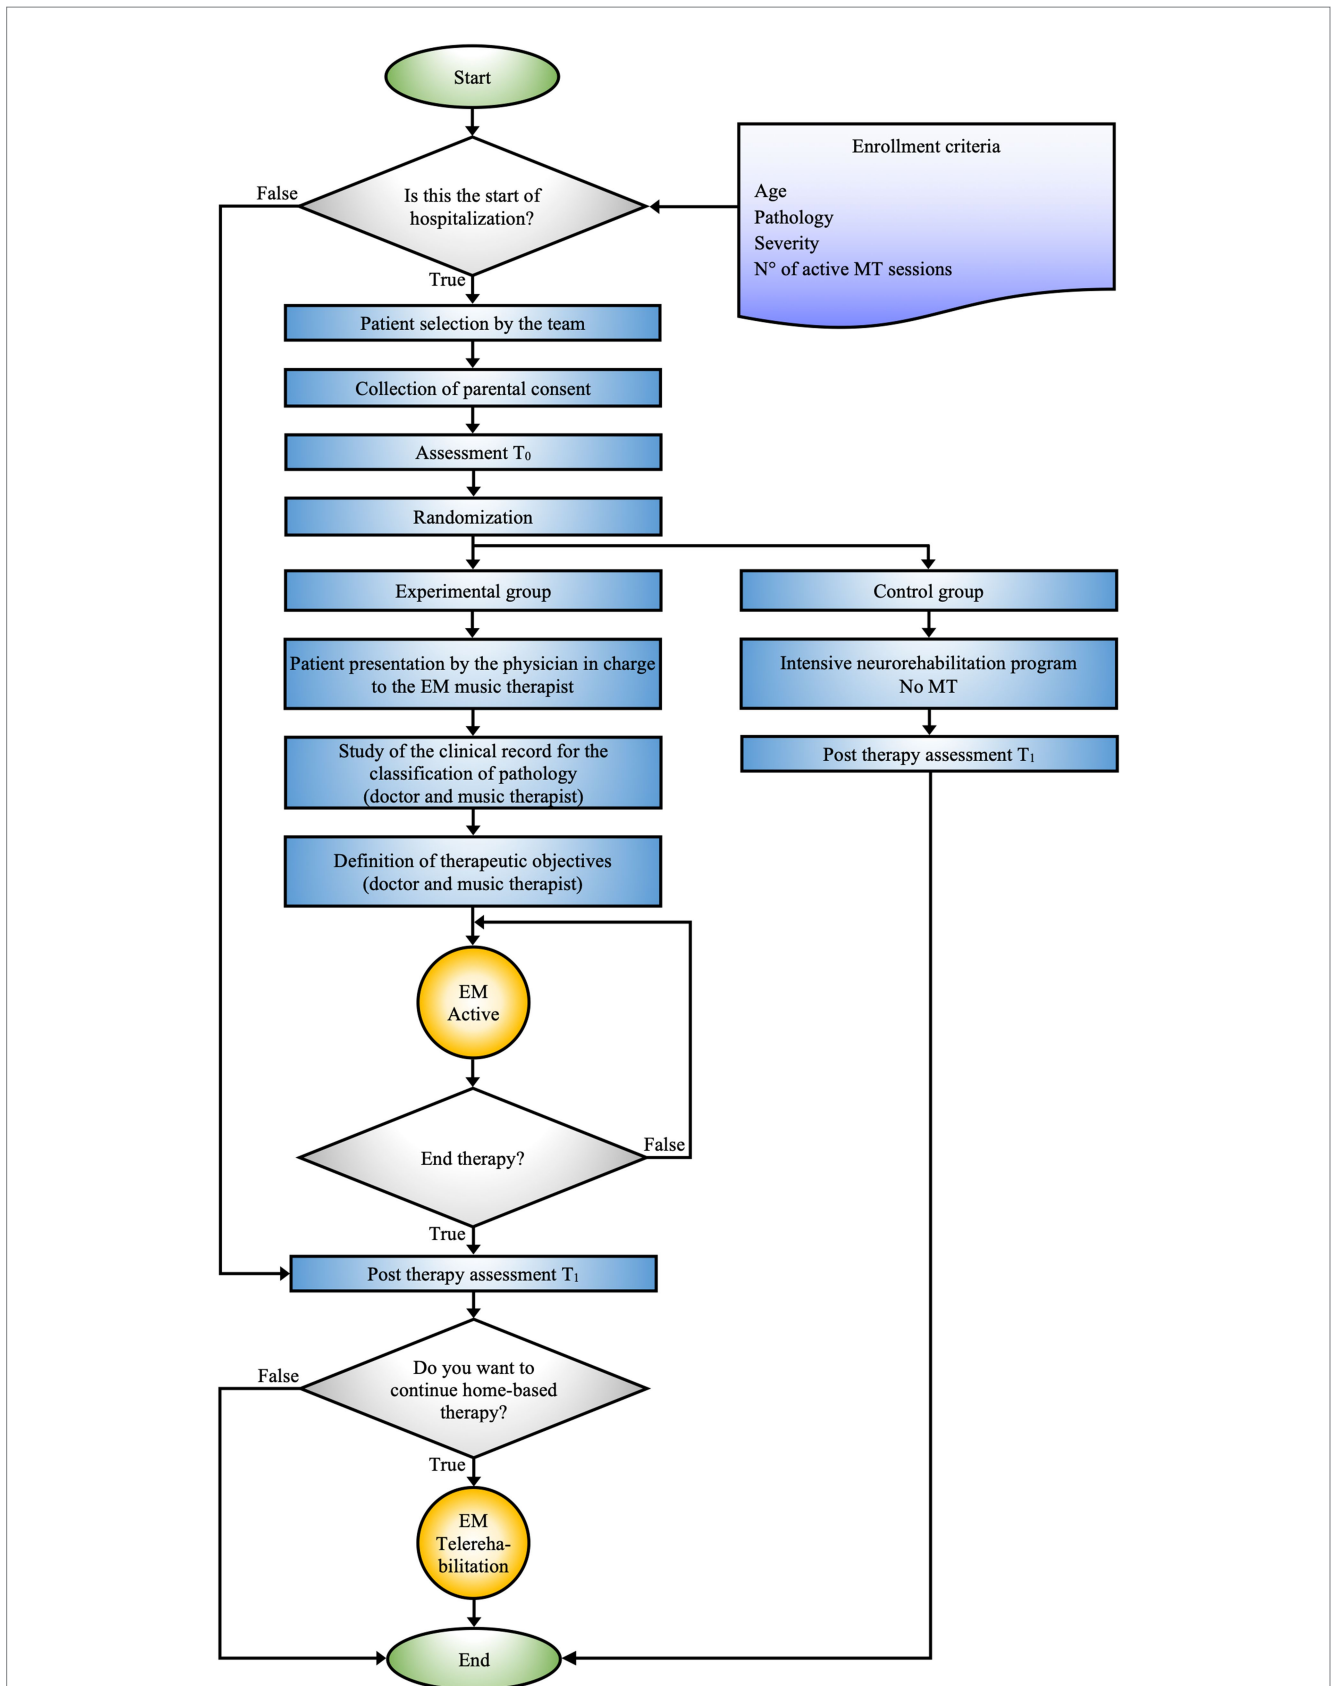 Start
Is this the start of
hospitalization?
False
True
Enrollment criteria
Age
Pathology
Severity
N° of active MT sessions
Patient selection by the team
Collection of parental consent
Assessment T₀
Randomization
Experimental group
Control group
Patient presentation by the physician in charge
to the EM music therapist
Intensive neurorehabilitation program
No MT
Study of the clinical record for the
classification of pathology
(doctor and music therapist)
Post therapy assessment T₁
Definition of therapeutic objectives
(doctor and music therapist)
EM
Active
End therapy?
False
True
Post therapy assessment T₁
Do you want to
continue home-based
therapy?
False
True
EM
Telereha-
bilitation
End